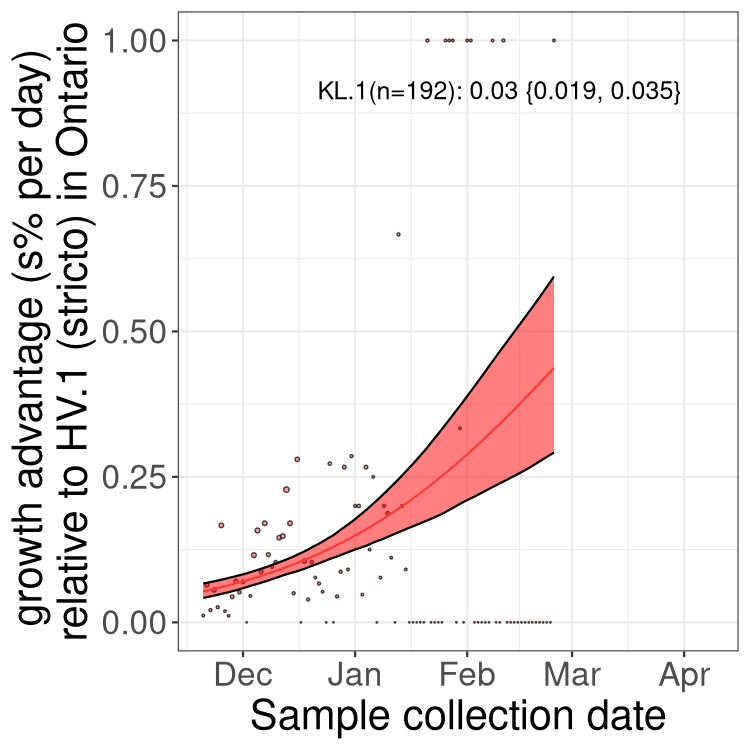 growth advantage (s% per day)
relative to HV.1 (stricto) in Ontario
1.00
0.75
0.50
0.25
0.00
KL.1(n=192): 0.03 {0.019, 0.035}
Dec Jan Feb Mar Apr
Sample collection date